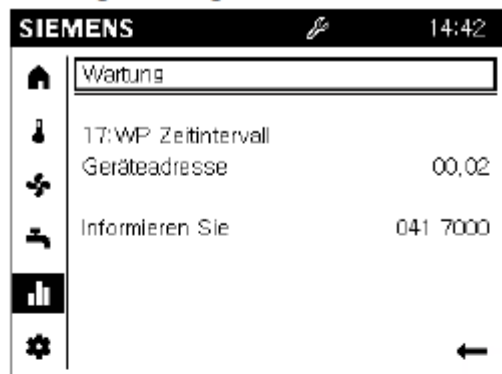 SIEMENS 14:42
Wartung
17:WP Zeitintervall
Geräteadresse 00,02
Informieren Sie 041 7000